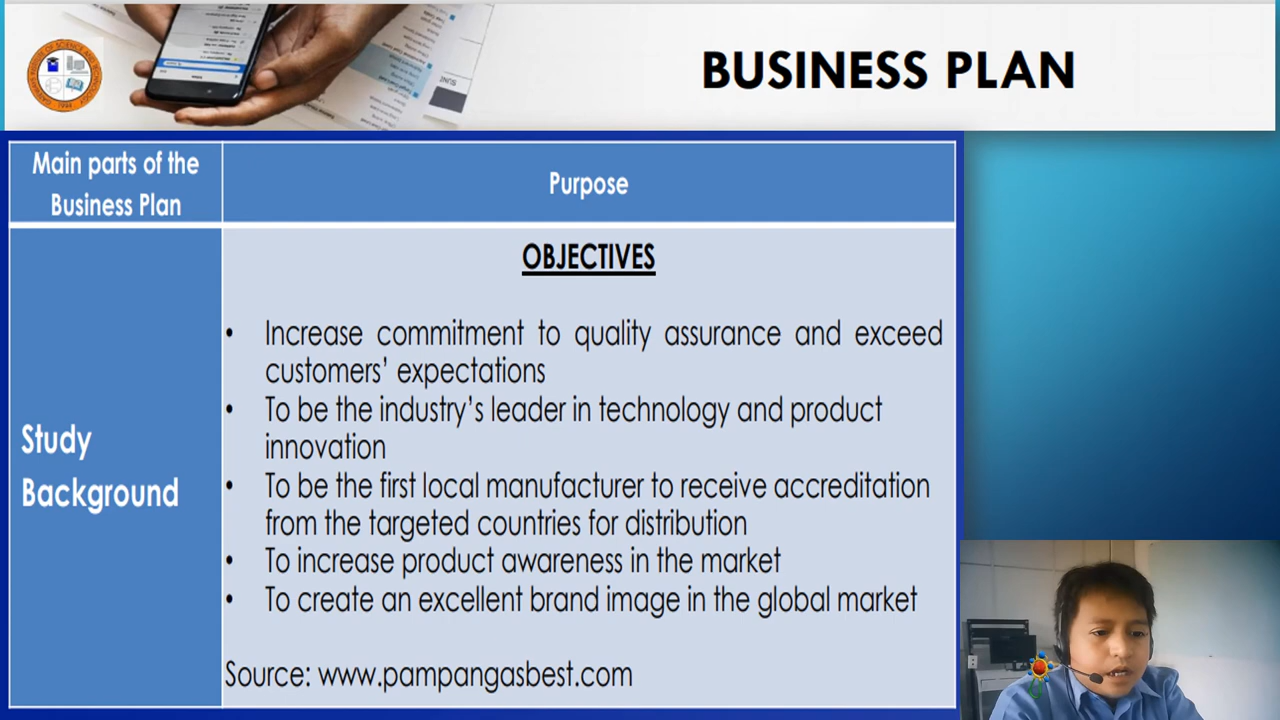 BUSINESS PLAN
Main parts of the
Business Plan
Purpose
Study
Background
OBJECTIVES
• Increase commitment to quality assurance and exceed
customers’ expectations
• To be the industry’s leader in technology and product
innovation
• To be the first local manufacturer to receive accreditation
from the targeted countries for distribution
• To increase product awareness in the market
• To create an excellent brand image in the global market
Source: www.pampangasbest.com